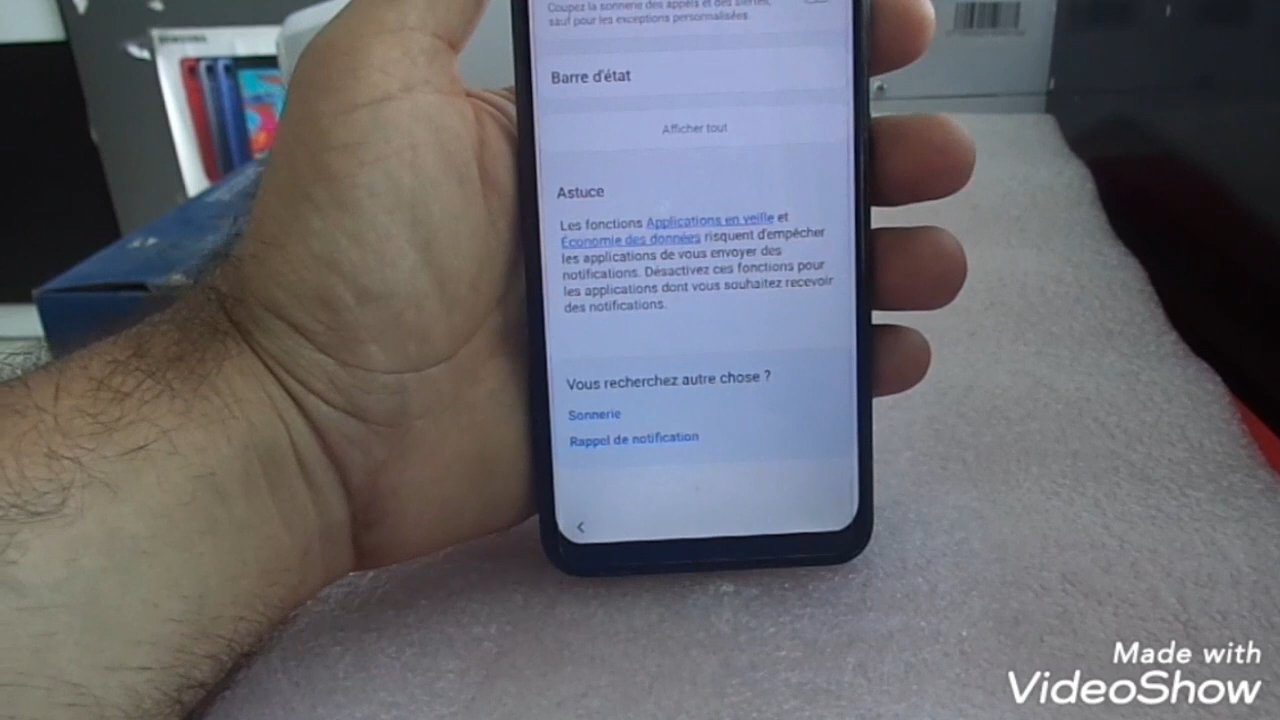 Coupez la sonnerie des appels et des alertes,
sauf pour les exceptions personnalisées.
Barre d'état
Afficher tout
Astuce
Les fonctions Applications en veille et
Économie des données risquent d'empêcher
les applications de vous envoyer des
notifications. Désactivez ces fonctions pour
les applications dont vous souhaitez recevoir
des notifications.
Vous recherchez autre chose ?
Sonnerie
Rappel de notification
Made with
VideoShow